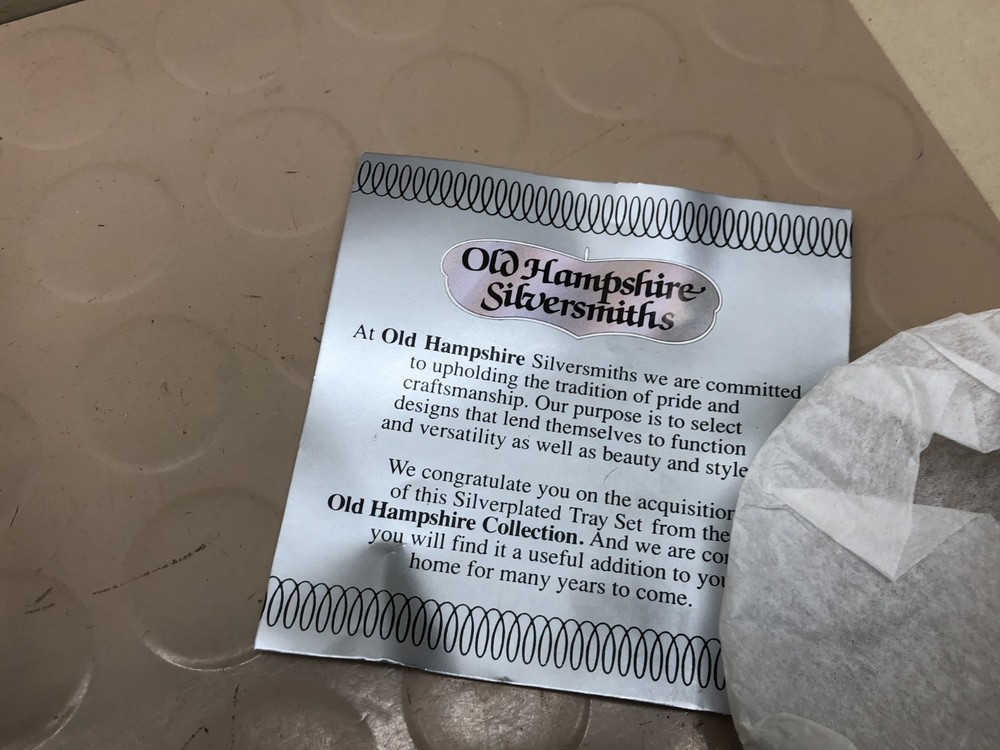 Old Hampshire
Silversmiths
At Old Hampshire Silversmiths we are committed
to upholding the tradition of pride and
craftsmanship. Our purpose is to select
designs that lend themselves to function
and versatility as well as beauty and style
We congratulate you on the acquisition
of this Silverplated Tray Set from the
Old Hampshire Collection. And we are
you will find it a useful addition to
home for many years to come.